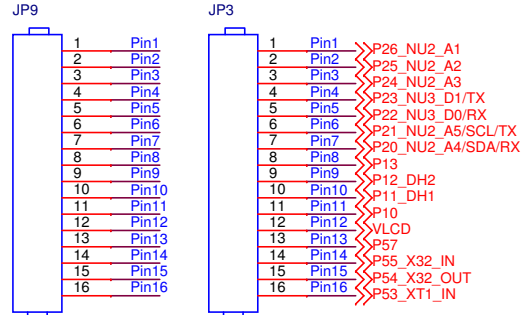 JP9 JP3
1 Pin1 1 Pin1 P26_NU2_A1
2 Pin2 2 Pin2 P25_NU2_A2
3 Pin3 3 Pin3 P24_NU2_A3
4 Pin4 4 Pin4 P23_NU3_D1/TX
5 Pin5 5 Pin5 P22_NU3_D0/RX
6 Pin6 6 Pin6 P21_NU2_A5/SCL/TX
7 Pin7 7 Pin7 P20_NU2_A4/SDA/RX
8 Pin8 8 Pin8 P13
9 Pin9 9 Pin9 P12_DH2
10 Pin10 10 Pin10 P11_DH1
11 Pin11 11 Pin11 P10
12 Pin12 12 Pin12 VLCD
13 Pin13 13 Pin13 P57
14 Pin14 14 Pin14 P55_X32_IN
15 Pin15 15 Pin15 P54_X32_OUT
16 Pin16 16 Pin16 P53_XT1_IN